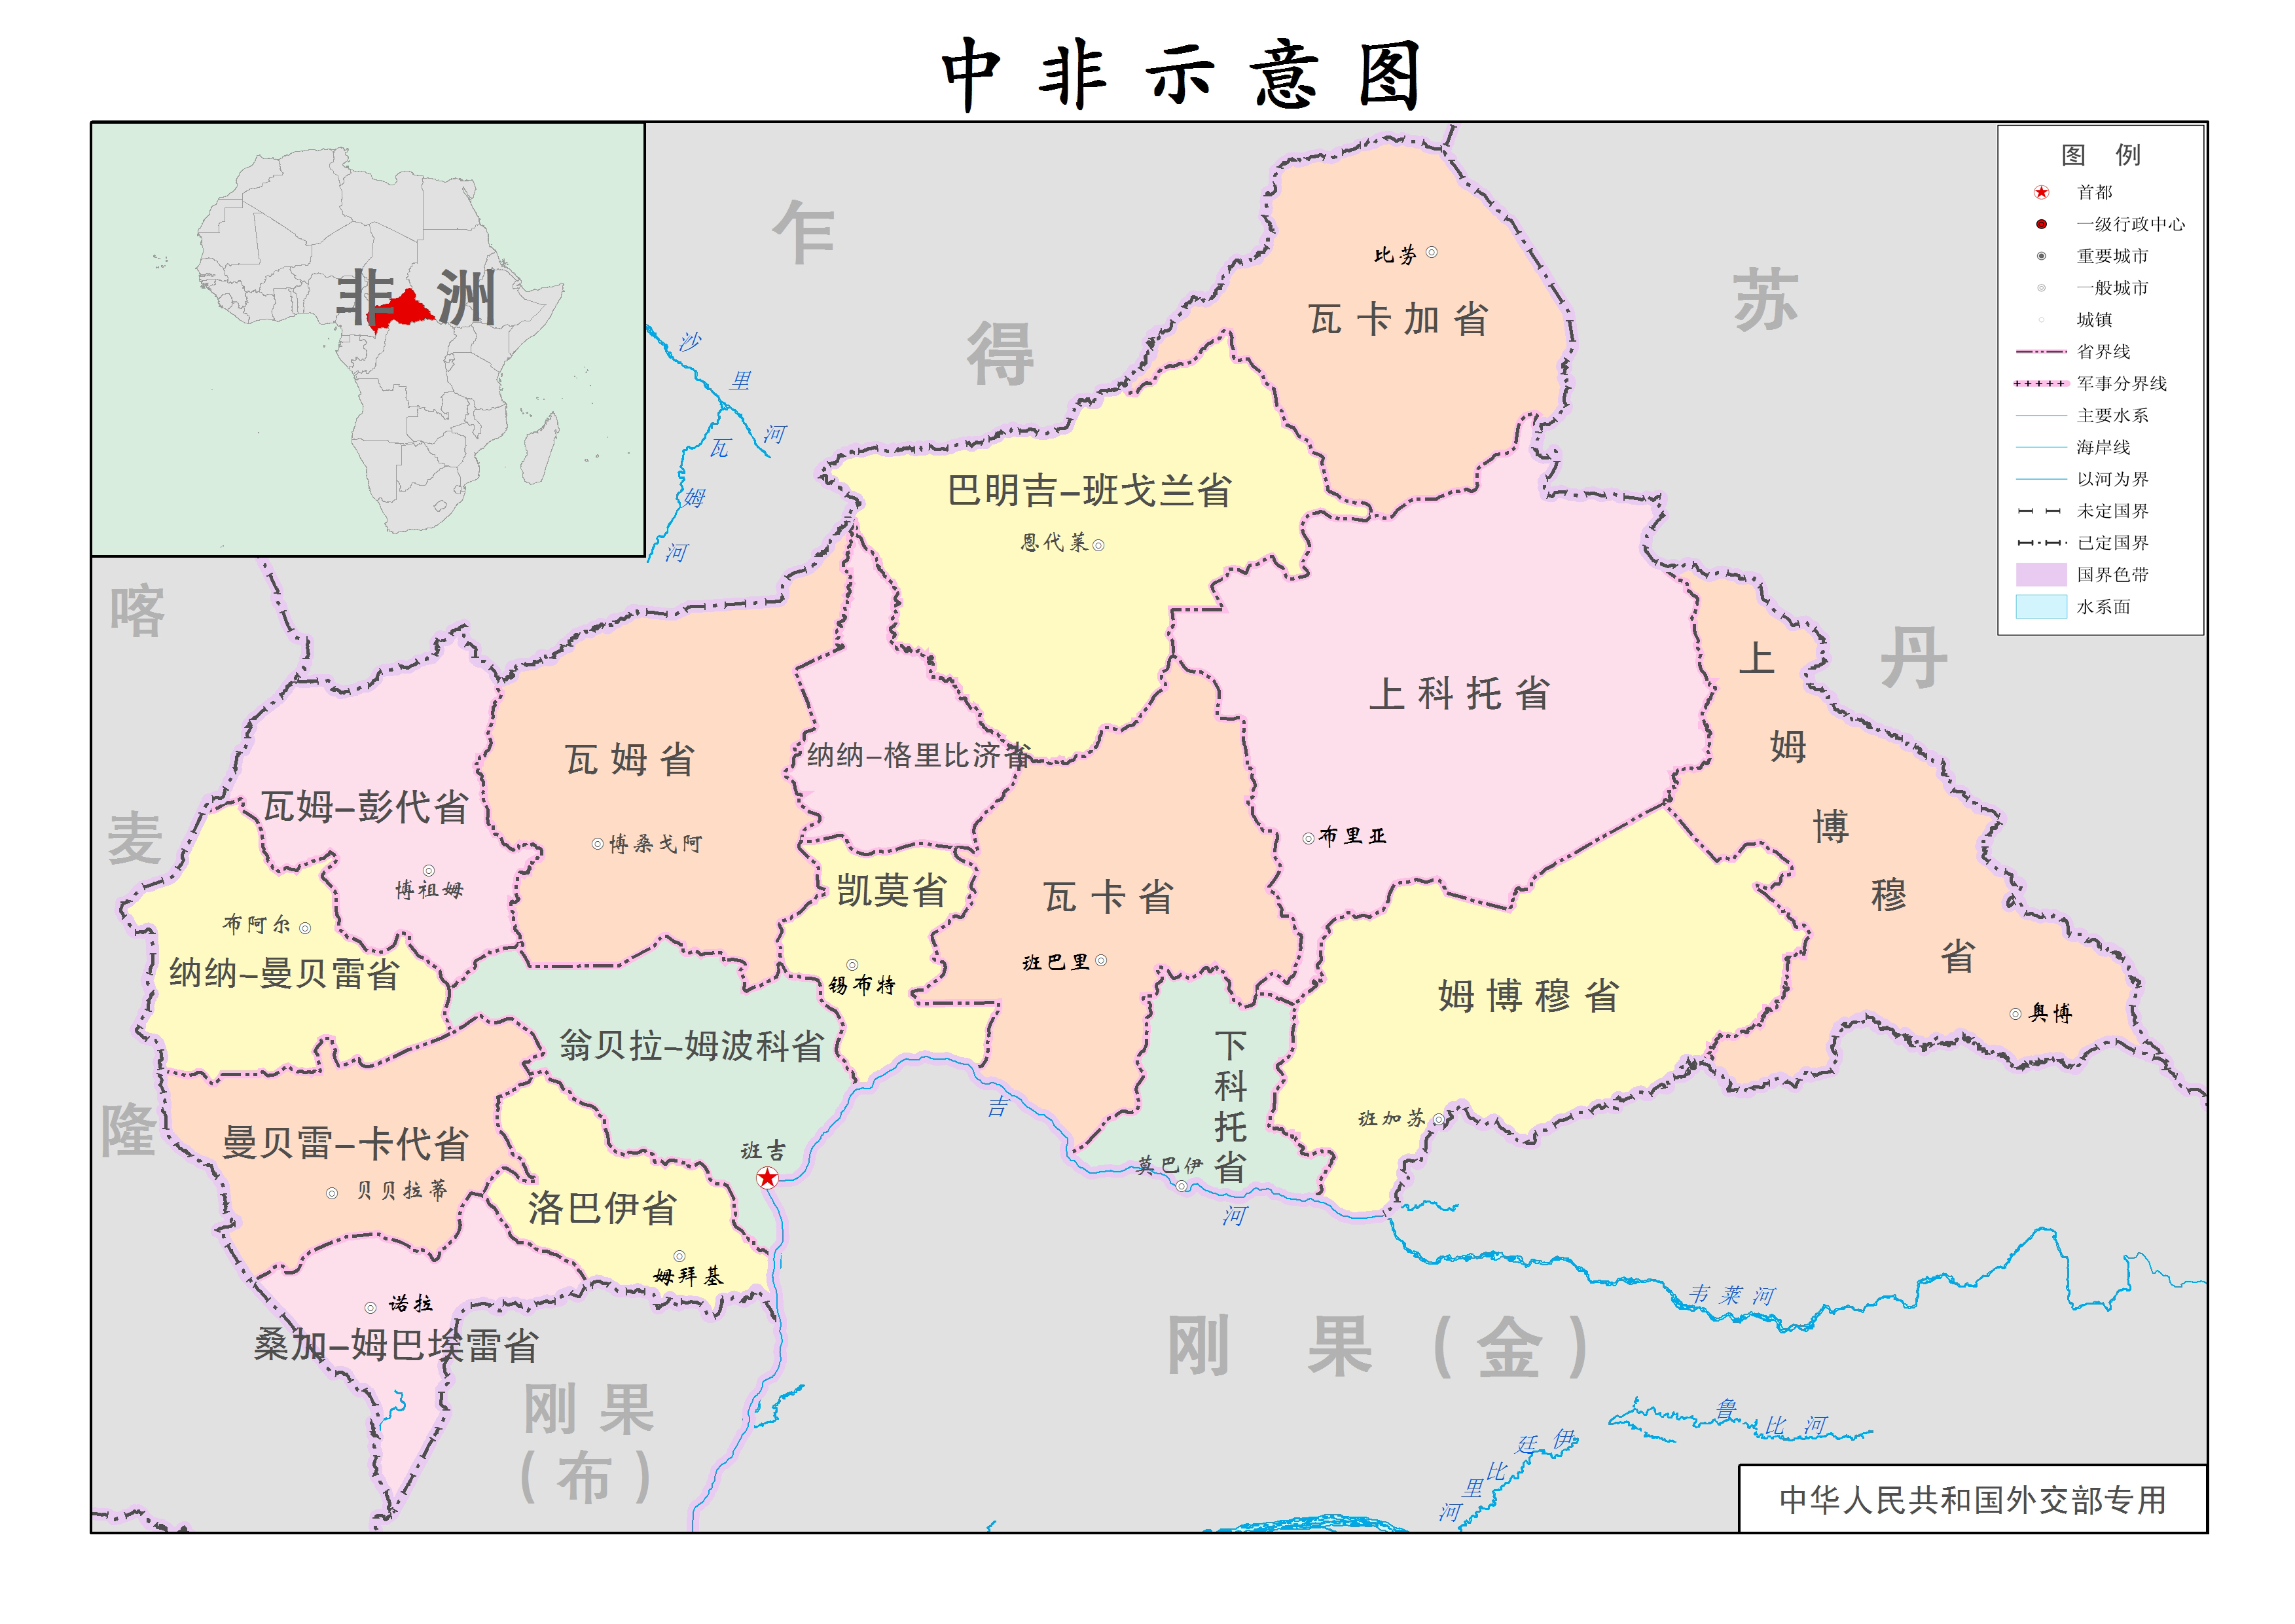 中非示意图
非洲
图 例
首都
一级行政中心
重要城市
一般城市
城镇
省界线
军事分界线
主要水系
海岸线
以河为界
未定国界
已定国界
国界色带
水系面
乍得
苏丹
喀麦隆
刚果(布)
刚果(金)
沙里河
瓦姆河
比劳
瓦卡加省
巴明吉-班戈兰省
恩代莱
上科托省
布里亚
上姆博穆省
奥博
瓦姆-彭代省
博祖姆
瓦姆省
博桑戈阿
纳纳-格里比济省
凯莫省
锡布特
瓦卡省
班巴里
布阿尔
纳纳-曼贝雷省
翁贝拉-姆波科省
班吉
下科托省
莫巴伊
姆博穆省
班加苏
曼贝雷-卡代省
贝贝拉蒂
洛巴伊省
姆拜基
诺拉
桑加-姆巴埃雷省
吉河
韦莱河
鲁比河
伊廷比里河
中华人民共和国外交部专用